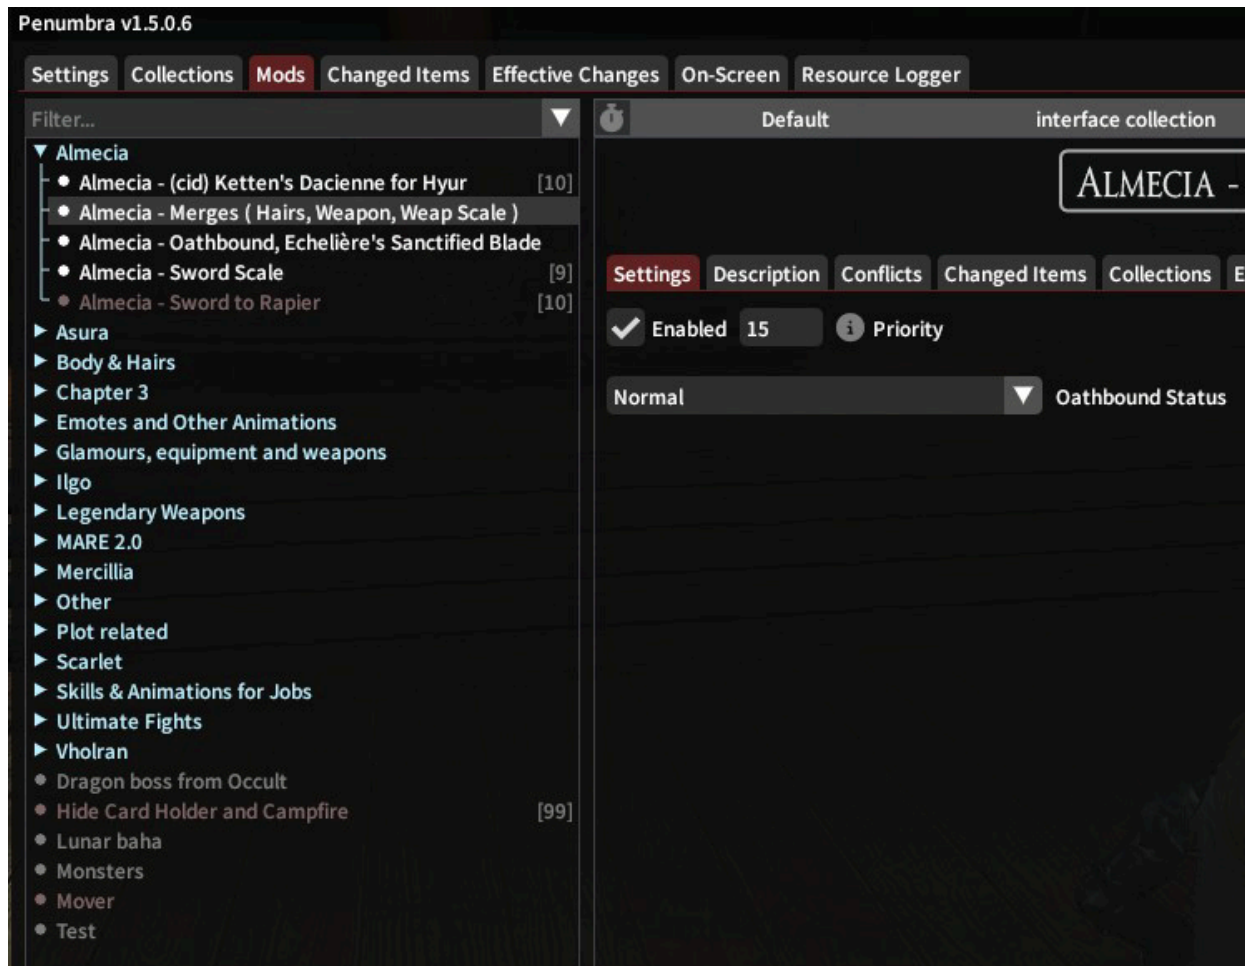 Penumbra v1.5.0.6
Settings Collections Mods Changed Items Effective Changes On-Screen Resource Logger
Filter...
Almecia
Almecia - (cid) Ketten's Dacienne for Hyur [10]
Almecia - Merges ( Hairs, Weapon, Weap Scale )
Almecia - Oathbound, Echelière's Sanctified Blade
Almecia - Sword Scale [9]
Almecia - Sword to Rapier [10]
Asura
Body & Hairs
Chapter 3
Emotes and Other Animations
Glamours, equipment and weapons
Ilgo
Legendary Weapons
MARE 2.0
Mercillia
Other
Plot related
Scarlet
Skills & Animations for Jobs
Ultimate Fights
Vholran
Dragon boss from Occult
Hide Card Holder and Campfire [99]
Lunar baha
Monsters
Mover
Test
Default interface collection
ALMECIA -
Settings Description Conflicts Changed Items Collections E
Enabled 15 Priority
Normal Oathbound Status